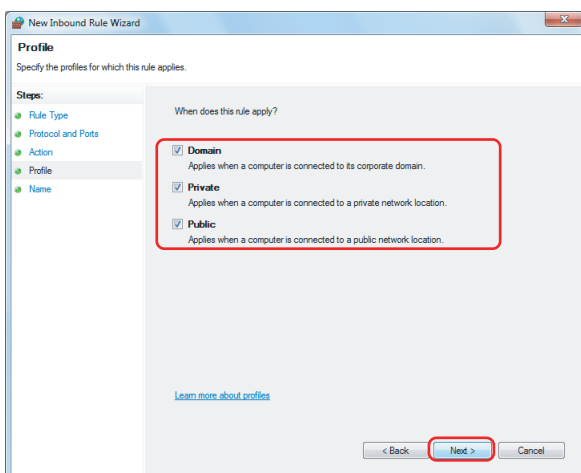 New Inbound Rule Wizard
Profile
Specify the profiles for which this rule applies.
Steps:
Rule Type
Protocol and Ports
Action
Profile
Name
When does this rule apply?
Domain
Applies when a computer is connected to its corporate domain.
Private
Applies when a computer is connected to a private network location.
Public
Applies when a computer is connected to a public network location.
Learn more about profiles
< Back
Next >
Cancel